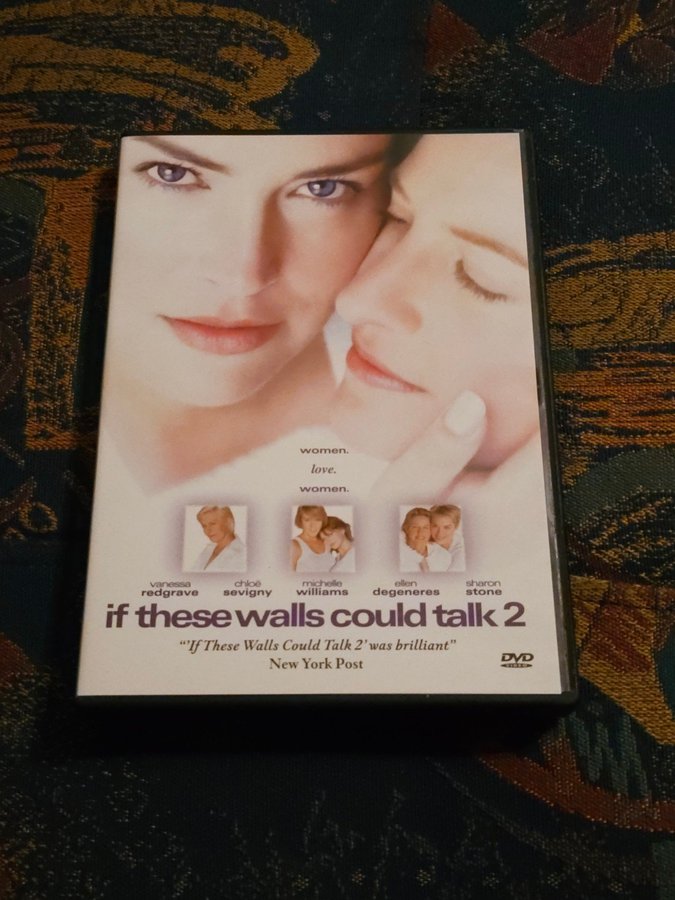 women.
love.
women.
vanessa redgrave
chloë sevigny
michelle williams
ellen degeneres
sharon stone
if these walls could talk 2
“'If These Walls Could Talk 2' was brilliant”
New York Post
DVD
VIDEO